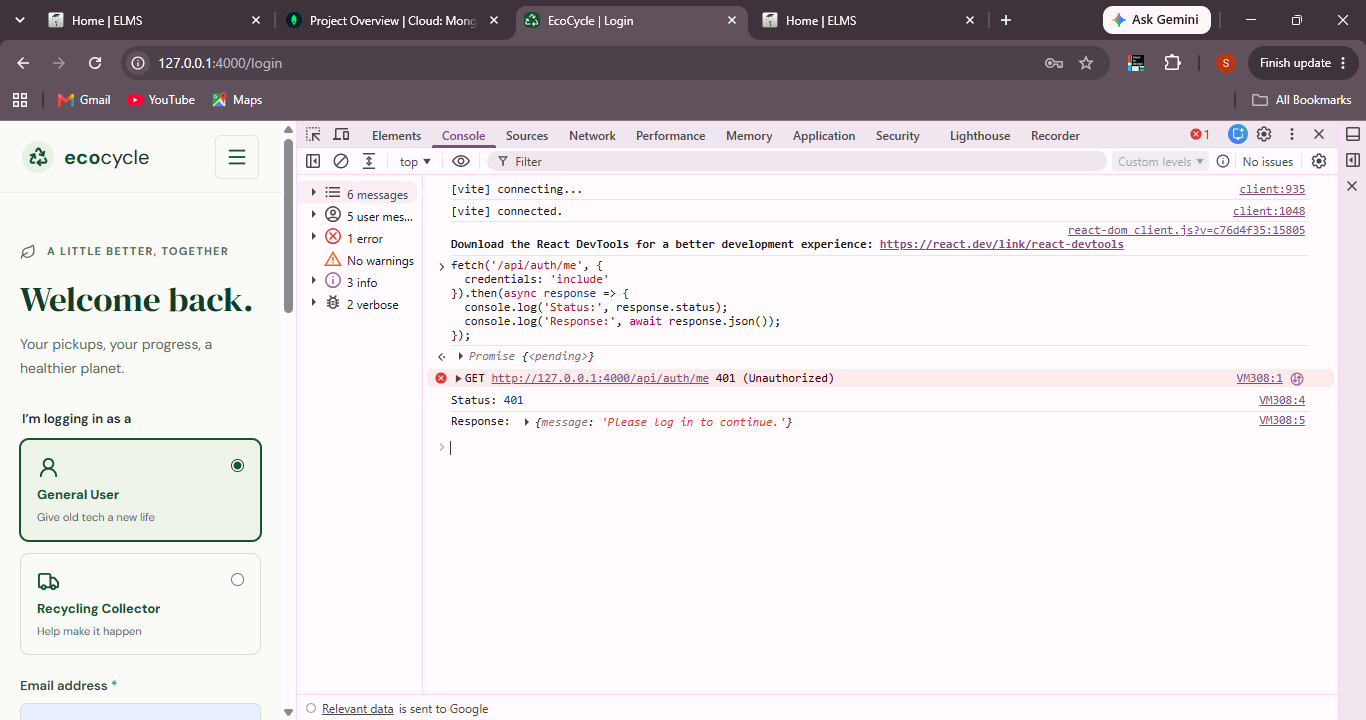 Home | ELMS
Project Overview | Cloud: Mong
EcoCycle | Login
Home | ELMS
Ask Gemini
127.0.0.1:4000/login
S
Finish update
Gmail
YouTube
Maps
All Bookmarks
ecocycle
A LITTLE BETTER, TOGETHER
Welcome back.
Your pickups, your progress, a
healthier planet.
I'm logging in as a
General User
Give old tech a new life
Recycling Collector
Help make it happen
Email address *
Elements
Console
Sources
Network
Performance
Memory
Application
Security
Lighthouse
Recorder
1
top
Filter
Custom levels
No issues
6 messages
5 user mes...
1 error
No warnings
3 info
2 verbose
[vite] connecting... client:935
[vite] connected. client:1048
react-dom_client.js?v=c76d4f35:15805
Download the React DevTools for a better development experience: https://react.dev/link/react-devtools
fetch('/api/auth/me', {
credentials: 'include'
}).then(async response => {
console.log('Status:', response.status);
console.log('Response:', await response.json());
});
Promise {<pending>}
GET http://127.0.0.1:4000/api/auth/me 401 (Unauthorized) VM308:1
Status: 401 VM308:4
Response: {message: 'Please log in to continue.'} VM308:5
Relevant data is sent to Google